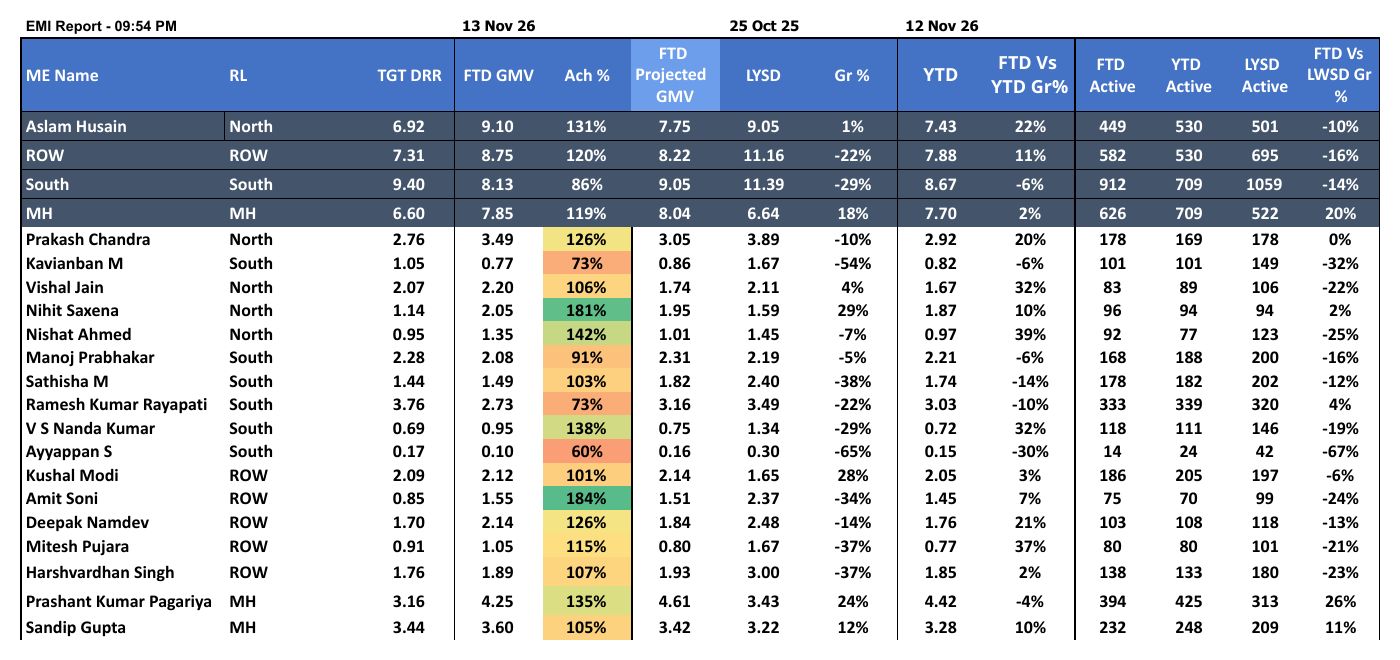 EMI Report - 09:54 PM 13 Nov 26 25 Oct 25 12 Nov 26
ME Name RL TGT DRR FTD GMV Ach % FTD Projected GMV LYSD Gr % YTD FTD Vs YTD Gr% FTD Active YTD Active LYSD Active FTD Vs LWSD Gr %
Aslam Husain North 6.92 9.10 131% 7.75 9.05 1% 7.43 22% 449 530 501 -10%
ROW ROW 7.31 8.75 120% 8.22 11.16 -22% 7.88 11% 582 530 695 -16%
South South 9.40 8.13 86% 9.05 11.39 -29% 8.67 -6% 912 709 1059 -14%
MH MH 6.60 7.85 119% 8.04 6.64 18% 7.70 2% 626 709 522 20%
Prakash Chandra North 2.76 3.49 126% 3.05 3.89 -10% 2.92 20% 178 169 178 0%
Kavianban M South 1.05 0.77 73% 0.86 1.67 -54% 0.82 -6% 101 101 149 -32%
Vishal Jain North 2.07 2.20 106% 1.74 2.11 4% 1.67 32% 83 89 106 -22%
Nihit Saxena North 1.14 2.05 181% 1.95 1.59 29% 1.87 10% 96 94 94 2%
Nishat Ahmed North 0.95 1.35 142% 1.01 1.45 -7% 0.97 39% 92 77 123 -25%
Manoj Prabhakar South 2.28 2.08 91% 2.31 2.19 -5% 2.21 -6% 168 188 200 -16%
Sathisha M South 1.44 1.49 103% 1.82 2.40 -38% 1.74 -14% 178 182 202 -12%
Ramesh Kumar Rayapati South 3.76 2.73 73% 3.16 3.49 -22% 3.03 -10% 333 339 320 4%
V S Nanda Kumar South 0.69 0.95 138% 0.75 1.34 -29% 0.72 32% 118 111 146 -19%
Ayyappan S South 0.17 0.10 60% 0.16 0.30 -65% 0.15 -30% 14 24 42 -67%
Kushal Modi ROW 2.09 2.12 101% 2.14 1.65 28% 2.05 3% 186 205 197 -6%
Amit Soni ROW 0.85 1.55 184% 1.51 2.37 -34% 1.45 7% 75 70 99 -24%
Deepak Namdev ROW 1.70 2.14 126% 1.84 2.48 -14% 1.76 21% 103 108 118 -13%
Mitesh Pujara ROW 0.91 1.05 115% 0.80 1.67 -37% 0.77 37% 80 80 101 -21%
Harshvardhan Singh ROW 1.76 1.89 107% 1.93 3.00 -37% 1.85 2% 138 133 180 -23%
Prashant Kumar Pagariya MH 3.16 4.25 135% 4.61 3.43 24% 4.42 -4% 394 425 313 26%
Sandip Gupta MH 3.44 3.60 105% 3.42 3.22 12% 3.28 10% 232 248 209 11%